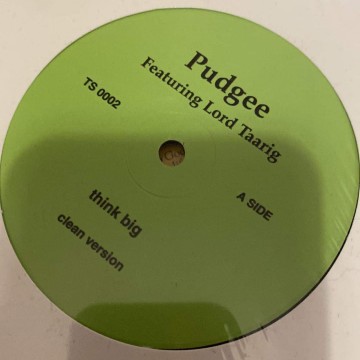 Pudgee
Featuring Lord Taarig
TS 0002
A SIDE
think big
clean version